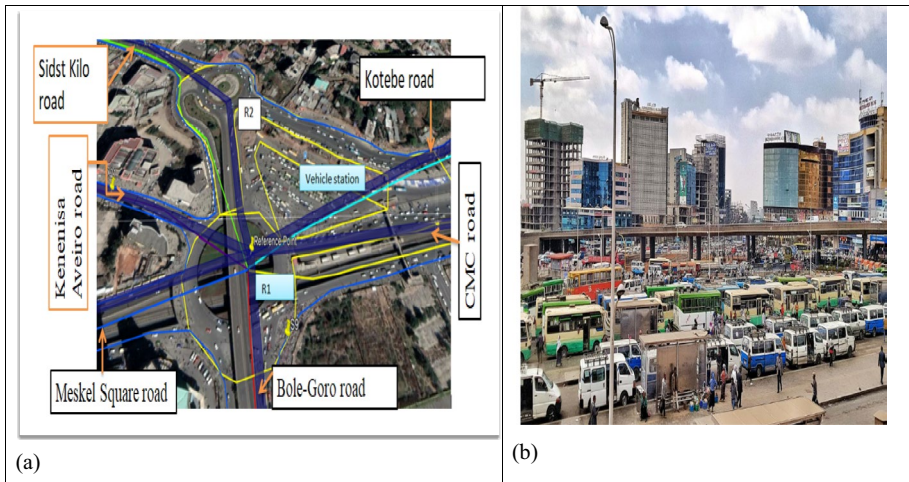 Sidst Kilo
road
Kotebe road
R2
Vehicle station
Kenenisa
Aveiro road
Reference Point
CMC road
R1
S9
Meskel Square road
Bole-Goro road
(a)
(b)